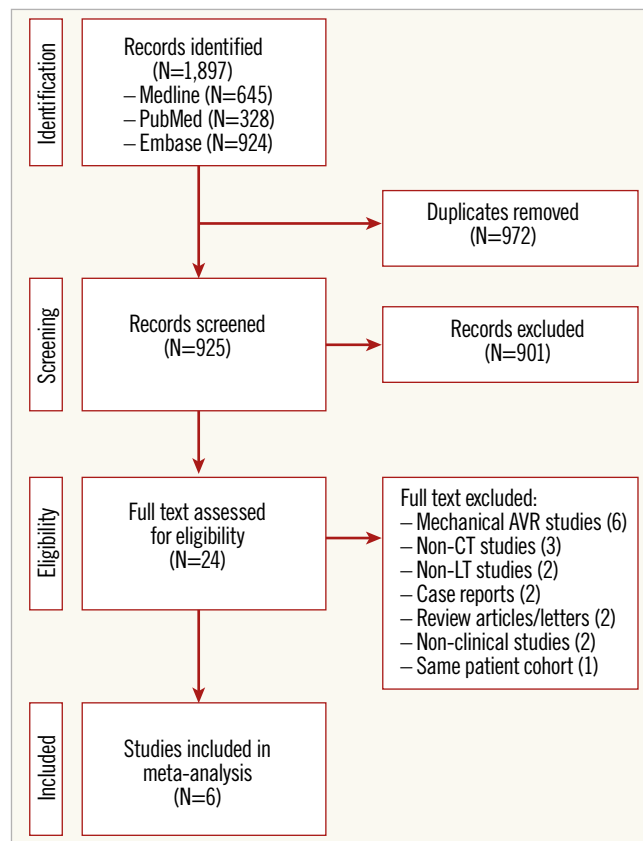 Identification
Records identified
(N=1,897)
– Medline (N=645)
– PubMed (N=328)
– Embase (N=924)
Duplicates removed
(N=972)
Screening
Records screened
(N=925)
Records excluded
(N=901)
Eligibility
Full text assessed
for eligibility
(N=24)
Full text excluded:
– Mechanical AVR studies (6)
– Non-CT studies (3)
– Non-LT studies (2)
– Case reports (2)
– Review articles/letters (2)
– Non-clinical studies (2)
– Same patient cohort (1)
Included
Studies included in
meta-analysis
(N=6)